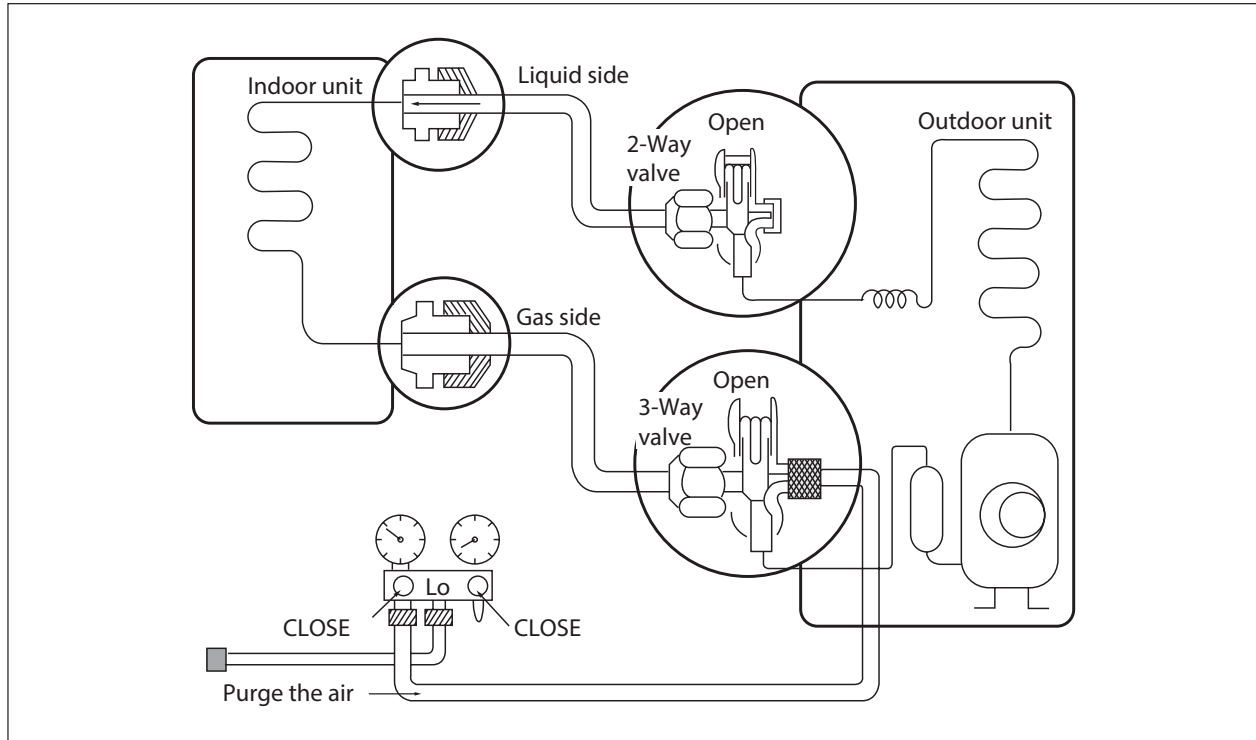 Indoor unit
Liquid side
Open
2-Way
valve
Outdoor unit
Gas side
Open
3-Way
valve
Lo
CLOSE
CLOSE
Purge the air